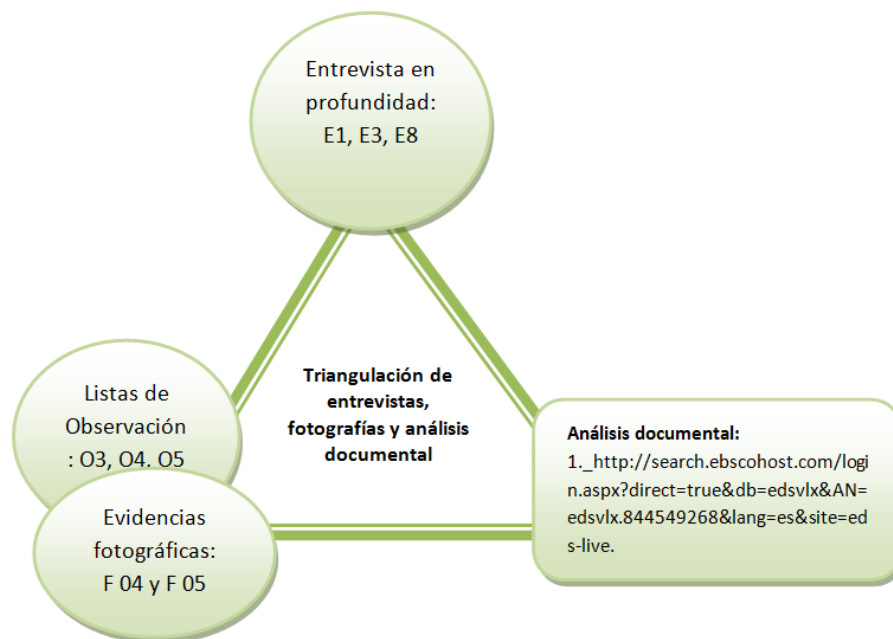 Entrevista en
profundidad:
E1, E3, E8
Triangulación de
entrevistas,
fotografías y análisis
documental
Listas de
Observación
: O3, O4. O5
Evidencias
fotográficas:
F 04 y F 05
Análisis documental:
1._http://search.ebscohost.com/logi
n.aspx?direct=true&db=edsvlx&AN=
edsvlx.844549268&lang=es&site=ed
s-live.